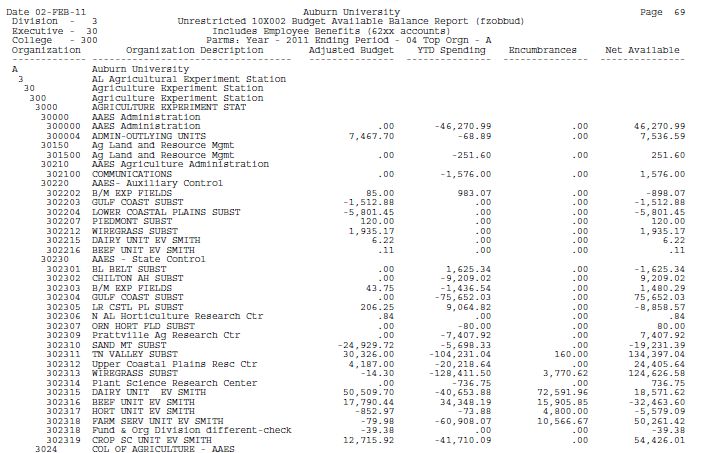 Date 02-FEB-11 Auburn University Page 69
Division - 3 Unrestricted 10X002 Budget Available Balance Report (fzobbud)
Executive - 30 Includes Employee Benefits (62xx accounts)
College - 300 Parms: Year - 2011 Ending Period - 04 Top Orgn - A
Organization Organization Description Adjusted Budget YTD Spending Encumbrances Net Available
A Auburn University
3 AL Agricultural Experiment Station
30 Agriculture Experiment Station
300 Agriculture Experiment Station
3000 AGRICULTURE EXPERIMENT STAT
30000 AAES Administration
300000 AAES Administration .00 -46,270.99 .00 46,270.99
300004 ADMIN-OUTLYING UNITS 7,467.70 -68.89 .00 7,536.59
30150 Ag Land and Resource Mgmt
301500 Ag Land and Resource Mgmt .00 -251.60 .00 251.60
30210 AAES Agriculture Administration
302100 COMMUNICATIONS .00 -1,576.00 .00 1,576.00
30220 AAES- Auxiliary Control
302202 B/M EXP FIELDS 85.00 983.07 .00 -898.07
302203 GULF COAST SUBST -1,512.88 .00 .00 -1,512.88
302204 LOWER COASTAL PLAINS SUBST -5,801.45 .00 .00 -5,801.45
302207 PIEDMONT SUBST 120.00 .00 .00 120.00
302212 WIREGRASS SUBST 1,935.17 .00 .00 1,935.17
302215 DAIRY UNIT EV SMITH 6.22 .00 .00 6.22
302216 BEEF UNIT EV SMITH .11 .00 .00 .11
30230 AAES - State Control
302301 BL BELT SUBST .00 1,625.34 .00 -1,625.34
302302 CHILTON AH SUBST .00 -9,209.02 .00 9,209.02
302303 B/M EXP FIELDS 43.75 -1,436.54 .00 1,480.29
302304 GULF COAST SUBST .00 -75,652.03 .00 75,652.03
302305 LR CSTL PL SUBST 206.25 9,064.82 .00 -8,858.57
302306 N AL Horticulture Research Ctr .84 .00 .00 .84
302307 ORN HORT FLD SUBST .00 -80.00 .00 80.00
302309 Prattville Ag Research Ctr .00 -7,407.92 .00 7,407.92
302310 SAND MT SUBST -24,929.72 -5,698.33 .00 -19,231.39
302311 TN VALLEY SUBST 30,326.00 -104,231.04 160.00 134,397.04
302312 Upper Coastal Plains Resc Ctr 4,187.00 -20,218.64 .00 24,405.64
302313 WIREGRASS SUBST -14.30 -128,411.50 3,770.62 124,626.58
302314 Plant Science Research Center .00 -736.75 .00 736.75
302315 DAIRY UNIT EV SMITH 50,509.70 -40,653.88 72,591.96 18,571.62
302316 BEEF UNIT EV SMITH 17,790.44 34,348.19 15,905.85 -32,463.60
302317 HORT UNIT EV SMITH -852.97 -73.88 4,800.00 -5,579.09
302318 FARM SERV UNIT EV SMITH -79.98 -60,908.07 10,566.67 50,261.42
302318 Fund & Org Division different-check -39.38 .00 .00 -39.38
302319 CROP SC UNIT EV SMITH 12,715.92 -41,710.09 .00 54,426.01
3024 COL OF AGRICULTURE - AAES